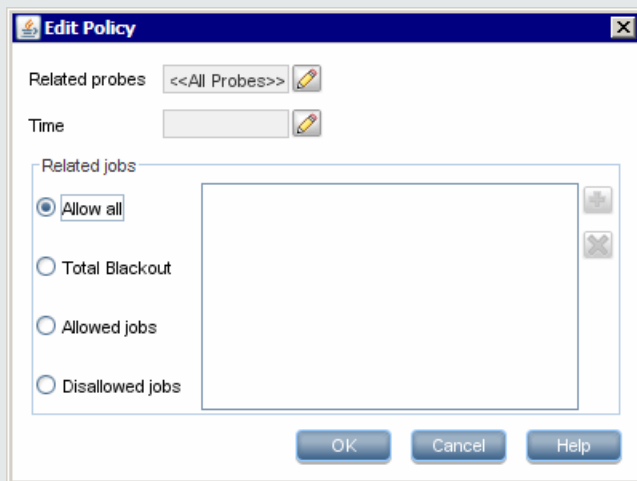 Edit Policy
Related probes <<All Probes>>
Time
Related jobs
Allow all
Total Blackout
Allowed jobs
Disallowed jobs
OK Cancel Help